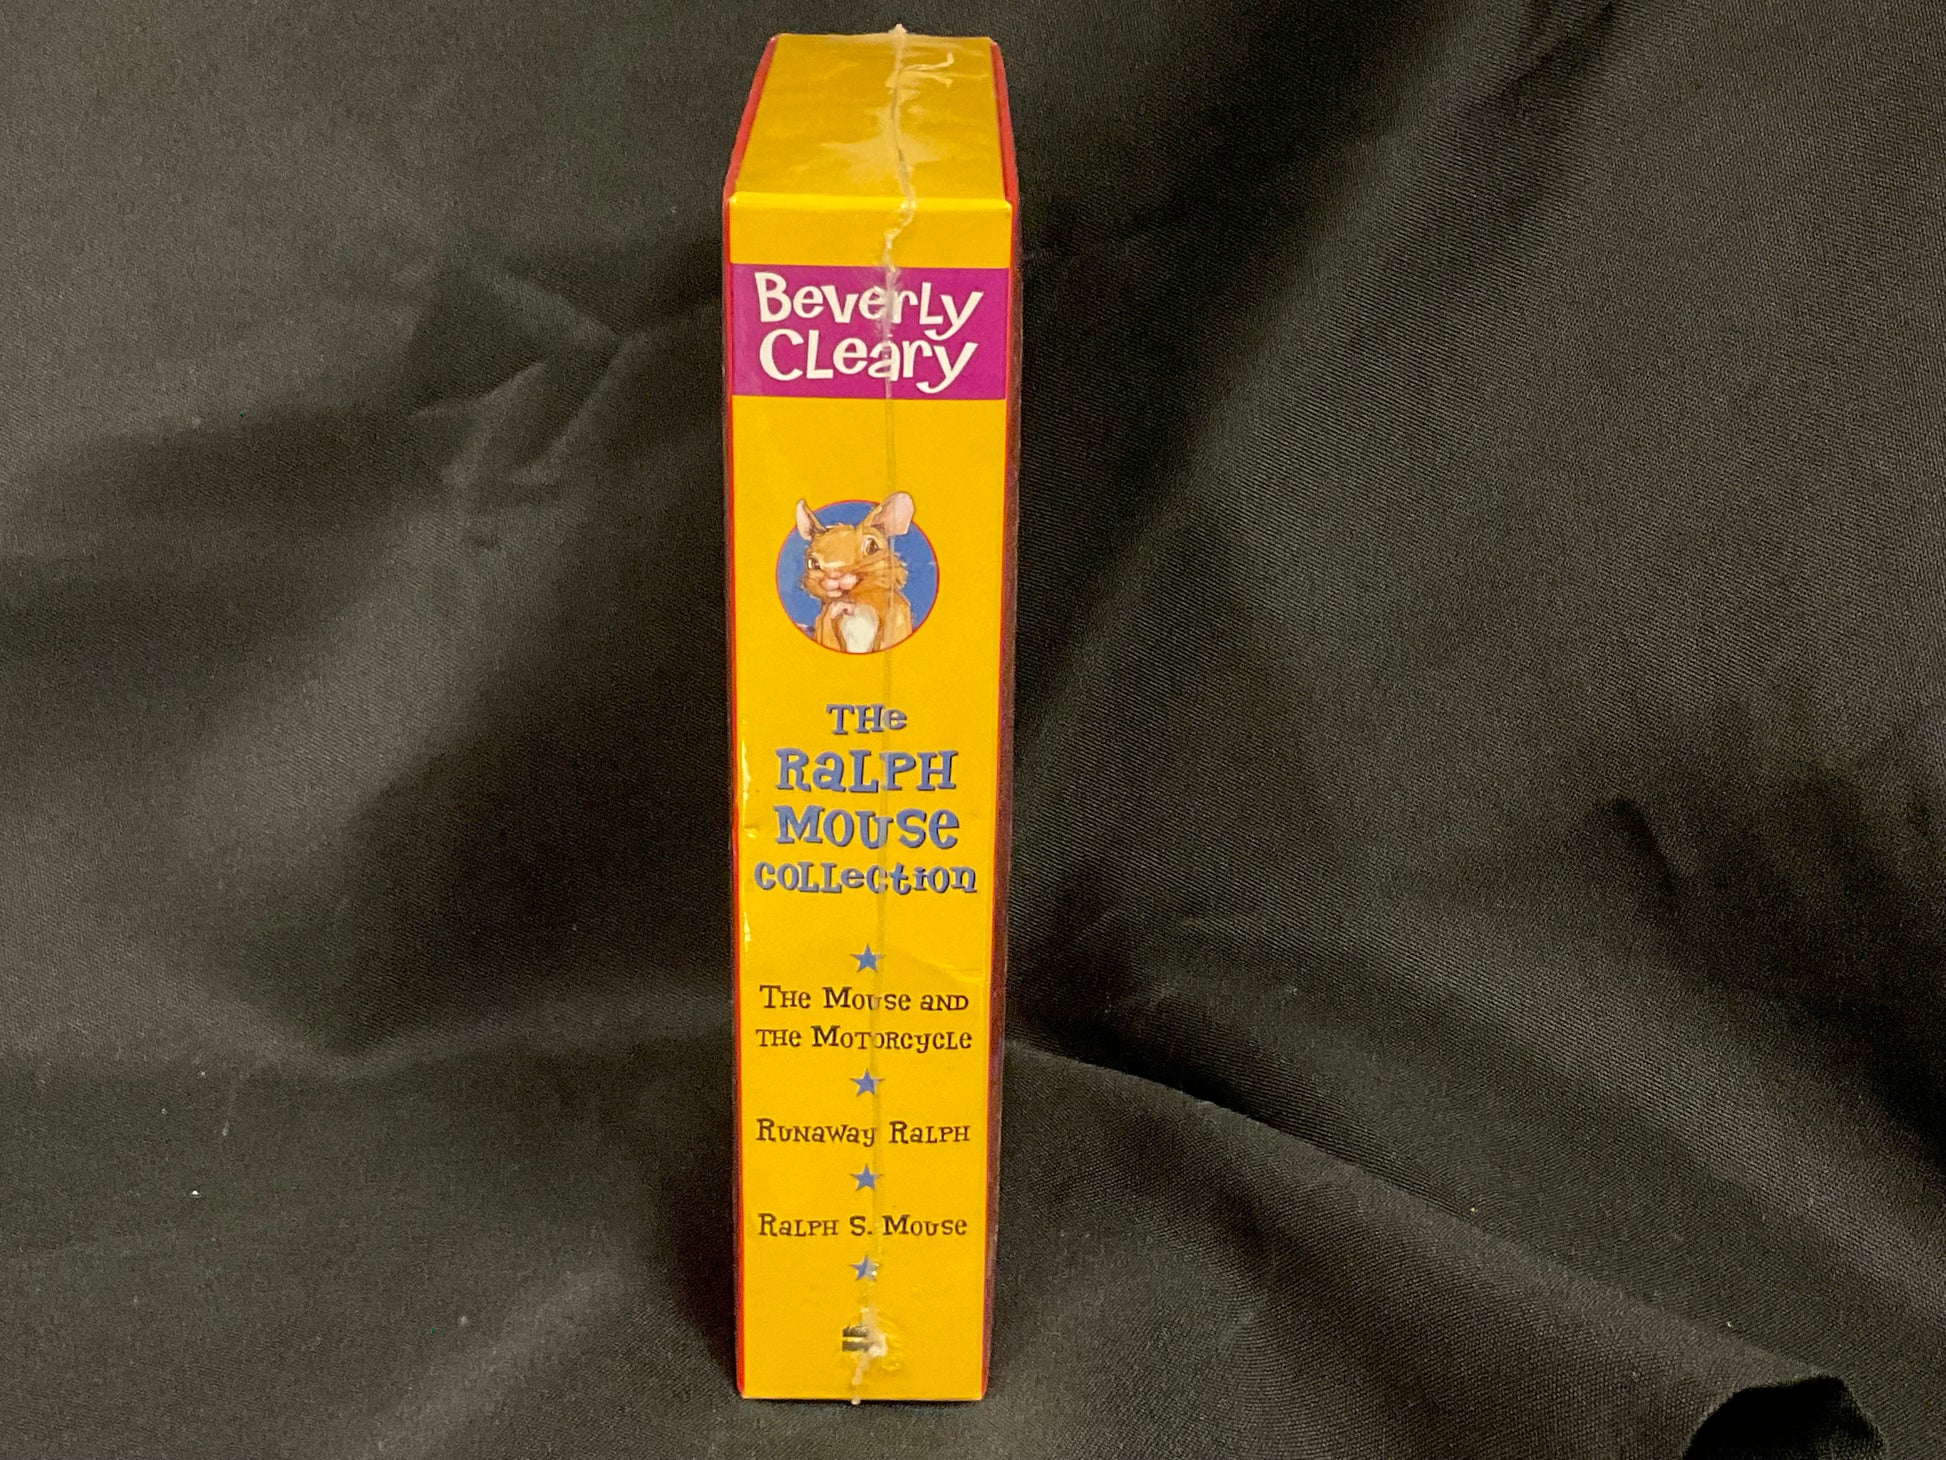 Beverly
Cleary
The
Ralph
Mouse
Collection
The Mouse and
the Motorcycle
Runaway Ralph
Ralph S. Mouse